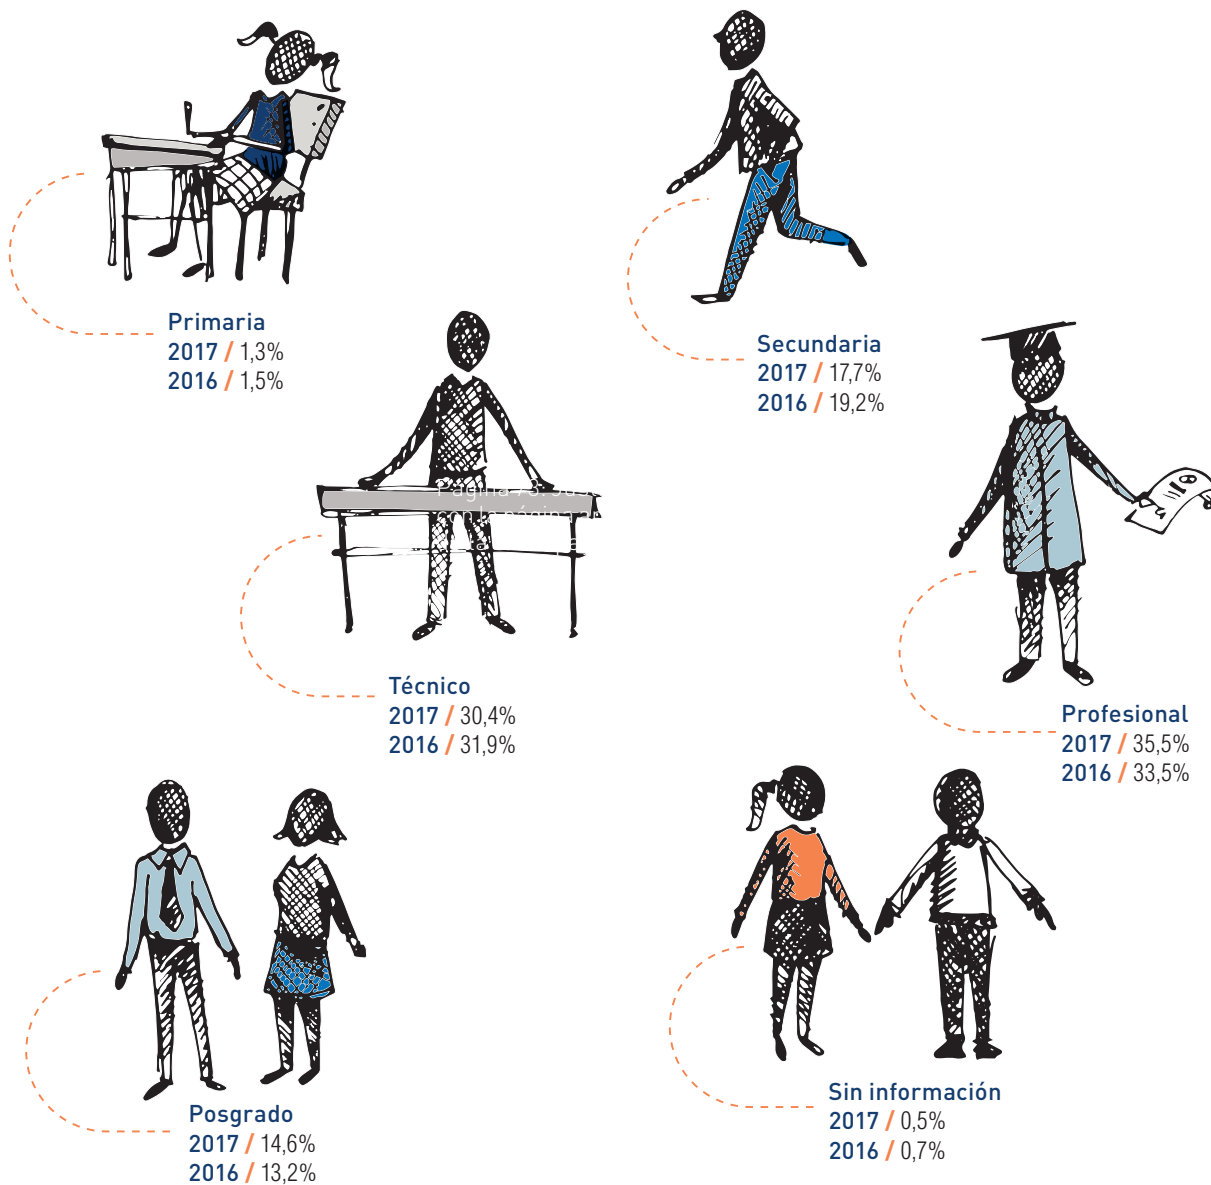 Primaria
2017 / 1,3%
2016 / 1,5%
Secundaria
2017 / 17,7%
2016 / 19,2%
Técnico
2017 / 30,4%
2016 / 31,9%
Profesional
2017 / 35,5%
2016 / 33,5%
Posgrado
2017 / 14,6%
2016 / 13,2%
Sin información
2017 / 0,5%
2016 / 0,7%